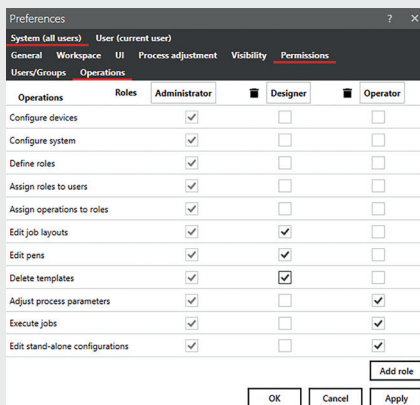 Preferences ? ×
System (all users) User (current user)
General Workspace UI Process adjustment Visibility Permissions
Users/Groups Operations
Operations Roles Administrator Designer Operator
Configure devices
Configure system
Define roles
Assign roles to users
Assign operations to roles
Edit job layouts
Edit pens
Delete templates
Adjust process parameters
Execute jobs
Edit stand-alone configurations
Add role
OK Cancel Apply